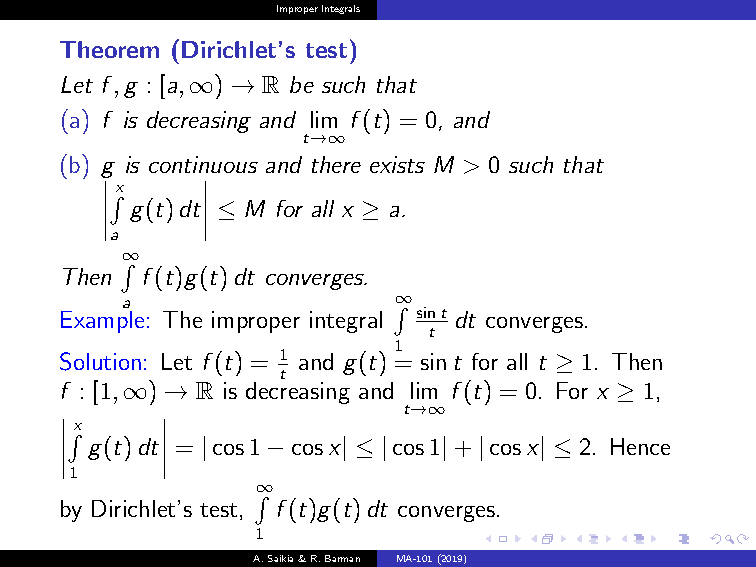 Improper Integrals
Theorem (Dirichlet's test)
Let f, g : [a, ∞) → ℝ be such that
(a) f is decreasing and lim_{t→∞} f(t) = 0, and
(b) g is continuous and there exists M > 0 such that
|∫_a^x g(t) dt| ≤ M for all x ≥ a.
Then ∫_a^∞ f(t)g(t) dt converges.
Example: The improper integral ∫_1^∞ \frac{sin t}{t} dt converges.
Solution: Let f(t) = \frac{1}{t} and g(t) = sin t for all t ≥ 1. Then
f : [1, ∞) → ℝ is decreasing and lim_{t→∞} f(t) = 0. For x ≥ 1,
|∫_1^x g(t) dt| = | cos 1 − cos x| ≤ | cos 1| + | cos x| ≤ 2. Hence
by Dirichlet's test, ∫_1^∞ f(t)g(t) dt converges.
A. Saikia & R. Barman MA-101 (2019)